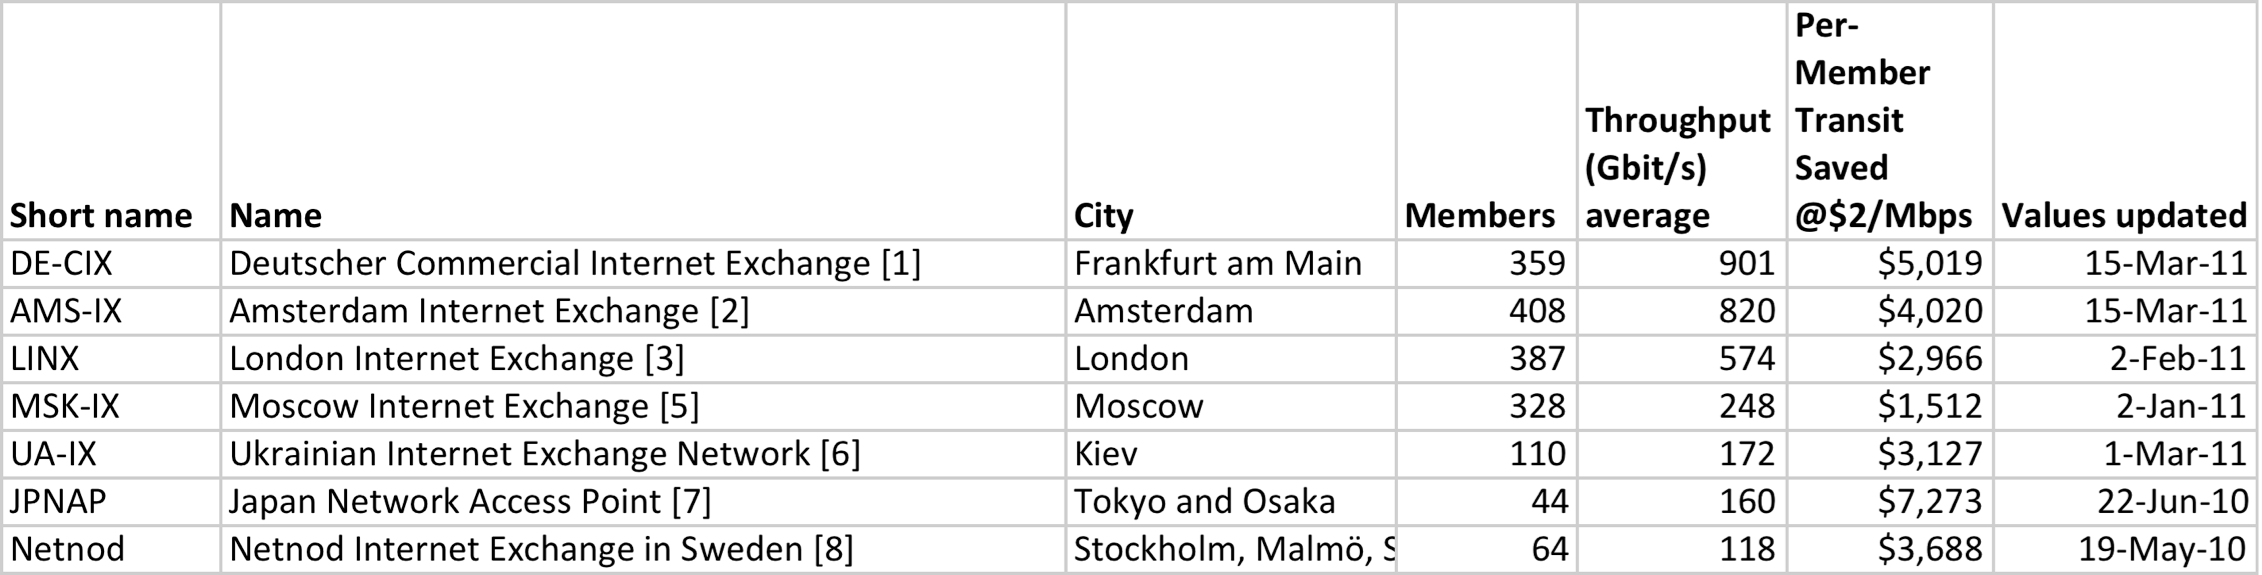 Short name Name City Members Throughput (Gbit/s) average Per-Member Transit Saved @$2/Mbps Values updated
DE-CIX Deutscher Commercial Internet Exchange [1] Frankfurt am Main 359 901 $5,019 15-Mar-11
AMS-IX Amsterdam Internet Exchange [2] Amsterdam 408 820 $4,020 15-Mar-11
LINX London Internet Exchange [3] London 387 574 $2,966 2-Feb-11
MSK-IX Moscow Internet Exchange [5] Moscow 328 248 $1,512 2-Jan-11
UA-IX Ukrainian Internet Exchange Network [6] Kiev 110 172 $3,127 1-Mar-11
JPNAP Japan Network Access Point [7] Tokyo and Osaka 44 160 $7,273 22-Jun-10
Netnod Netnod Internet Exchange in Sweden [8] Stockholm, Malmö, 64 118 $3,688 19-May-10